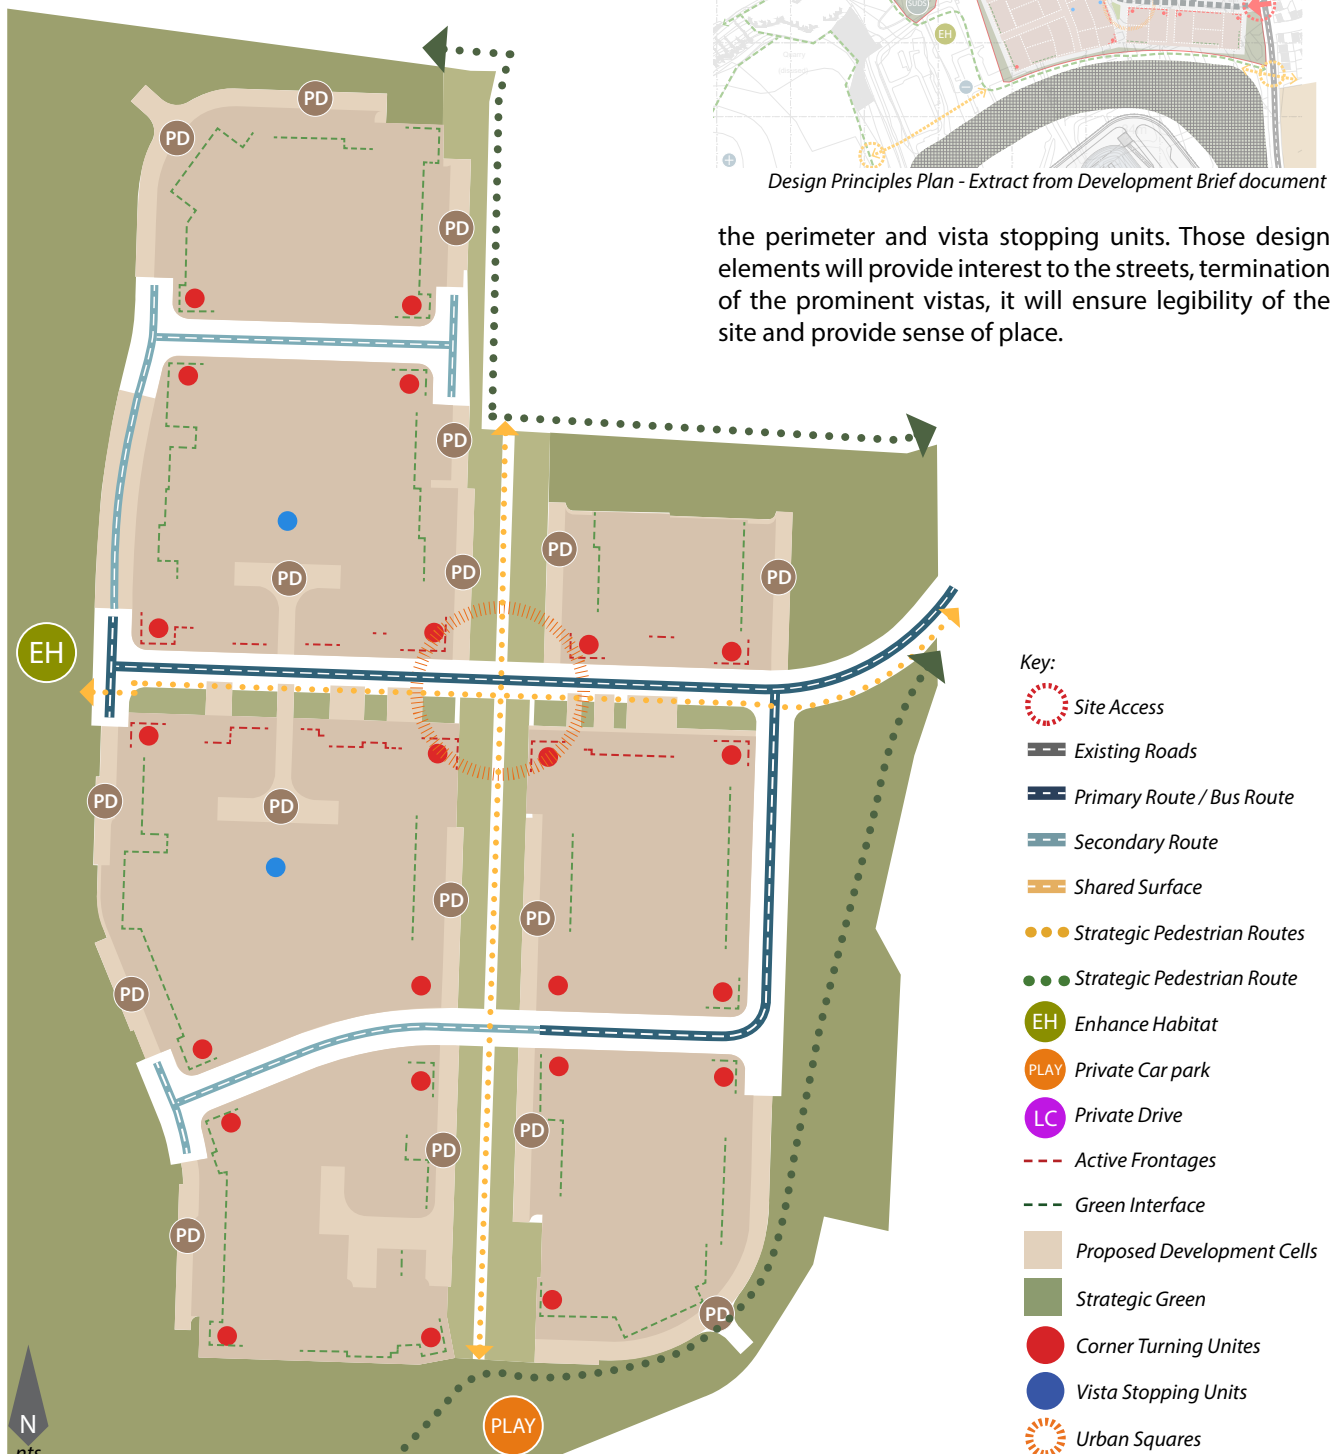 SUDS
EH
Design Principles Plan - Extract from Development Brief document
the perimeter and vista stopping units. Those design
elements will provide interest to the streets, termination
of the prominent vistas, it will ensure legibility of the
site and provide sense of place.
PD
PD
PD
PD
PD
PD
PD
PD
PD
EH
PD
PD
PD
PD
PD
PD
PD
PD
PD
PLAY
N
nts
Key:
Site Access
Existing Roads
Primary Route / Bus Route
Secondary Route
Shared Surface
Strategic Pedestrian Routes
Strategic Pedestrian Route
EH Enhance Habitat
PLAY Private Car park
LC Private Drive
Active Frontages
Green Interface
Proposed Development Cells
Strategic Green
Corner Turning Unites
Vista Stopping Units
Urban Squares